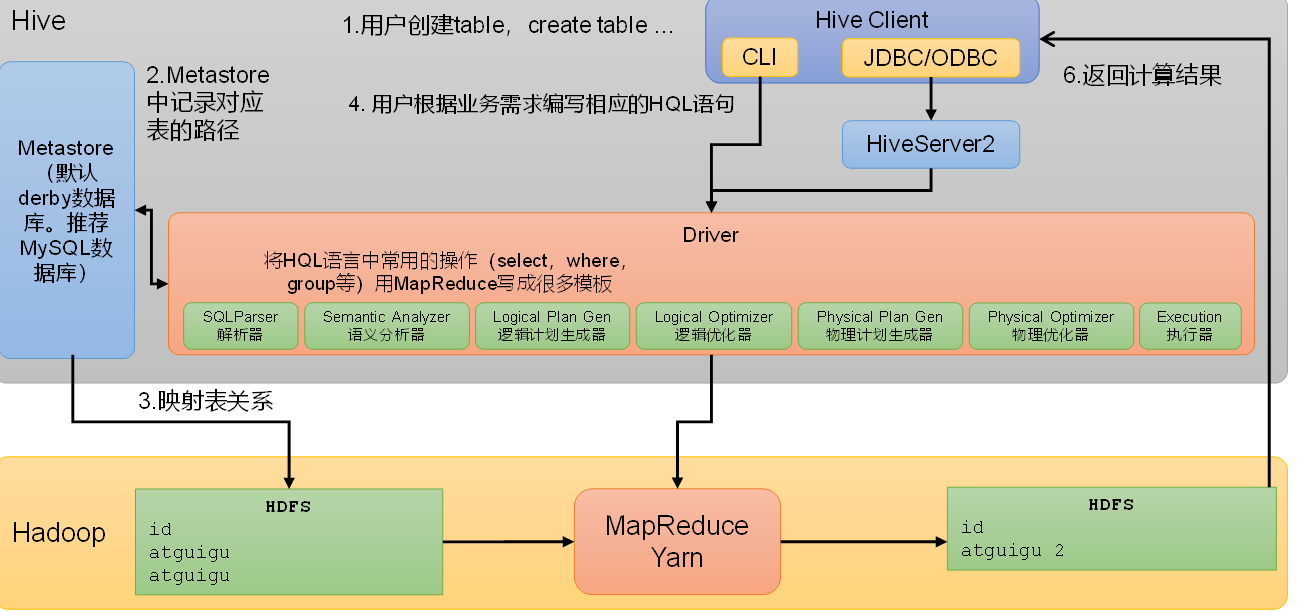 Hive
1.用户创建table，create table ...
Hive Client
CLI
JDBC/ODBC
2.Metastore
中记录对应
表的路径
4. 用户根据业务需求编写相应的HQL语句
6.返回计算结果
HiveServer2
Metastore
（默认
derby数据
库。推荐
MySQL数
据库）
Driver
将HQL语言中常用的操作（select，where，
group等）用MapReduce写成很多模板
SQLParser
解析器
Semantic Analyzer
语义分析器
Logical Plan Gen
逻辑计划生成器
Logical Optimizer
逻辑优化器
Physical Plan Gen
物理计划生成器
Physical Optimizer
物理优化器
Execution
执行器
3.映射表关系
Hadoop
HDFS
id
atguigu
atguigu
MapReduce
Yarn
HDFS
id
atguigu 2